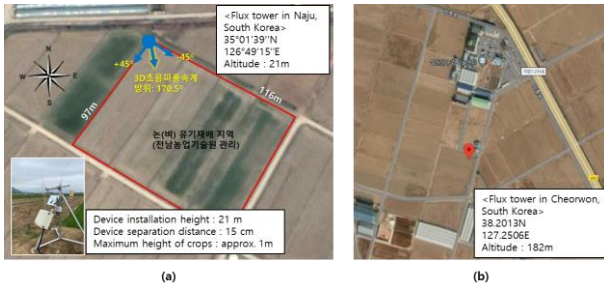 <Flux tower in Naju,
South Korea>
35°01'39''N
126°49'15''E
Altitude : 21m
N
W
E
S
+45°
-45°
3D초음파풍속계
방위: 170.5°
97m
116m
논(벼) 유기재배 지역
(전남농업기술원 관리)
Device installation height : 21 m
Device separation distance : 15 cm
Maximum height of crops : approx. 1m
(a)
<Flux tower in Cheorwon,
South Korea>
38.2013N
127.2506E
Altitude : 182m
(b)